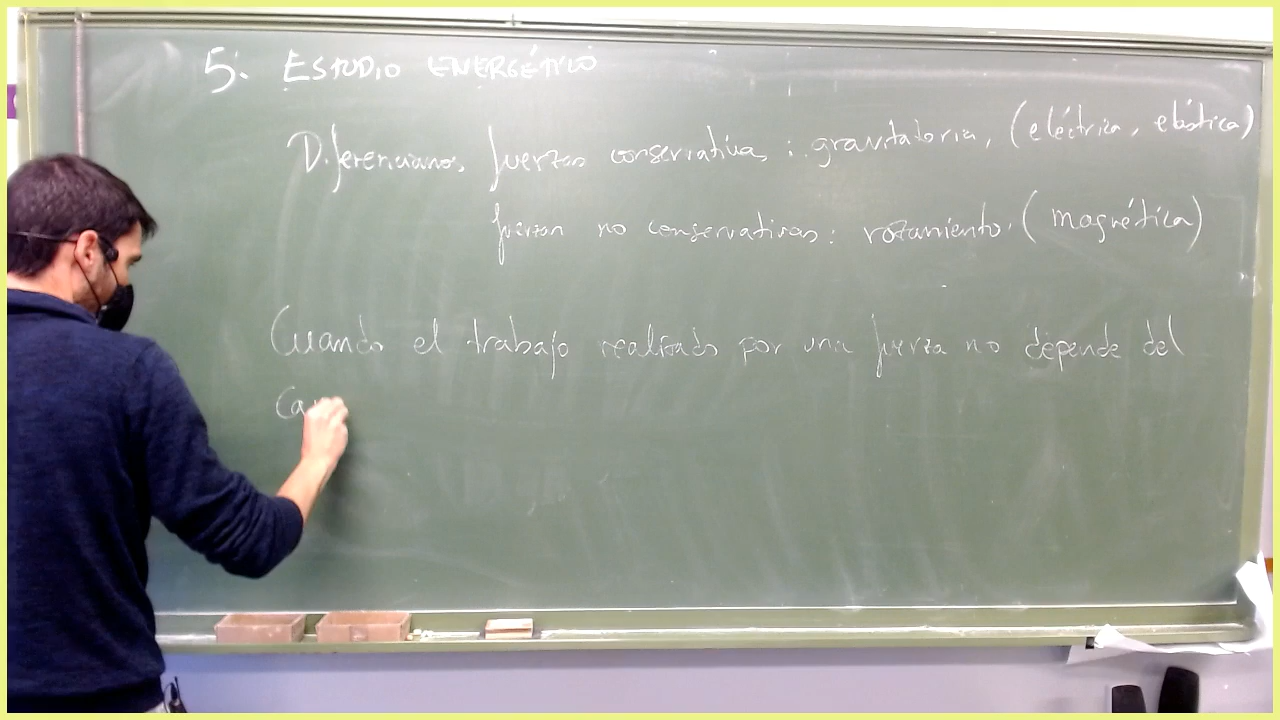 5. ESTUDIO ENERGÉTICO
Diferenciamos fuerzas conservativas : gravitatoria, (eléctrica, elástica)
fuerzas no conservativas : rozamiento. (magnética)
Cuando el trabajo realizado por una fuerza no depende del